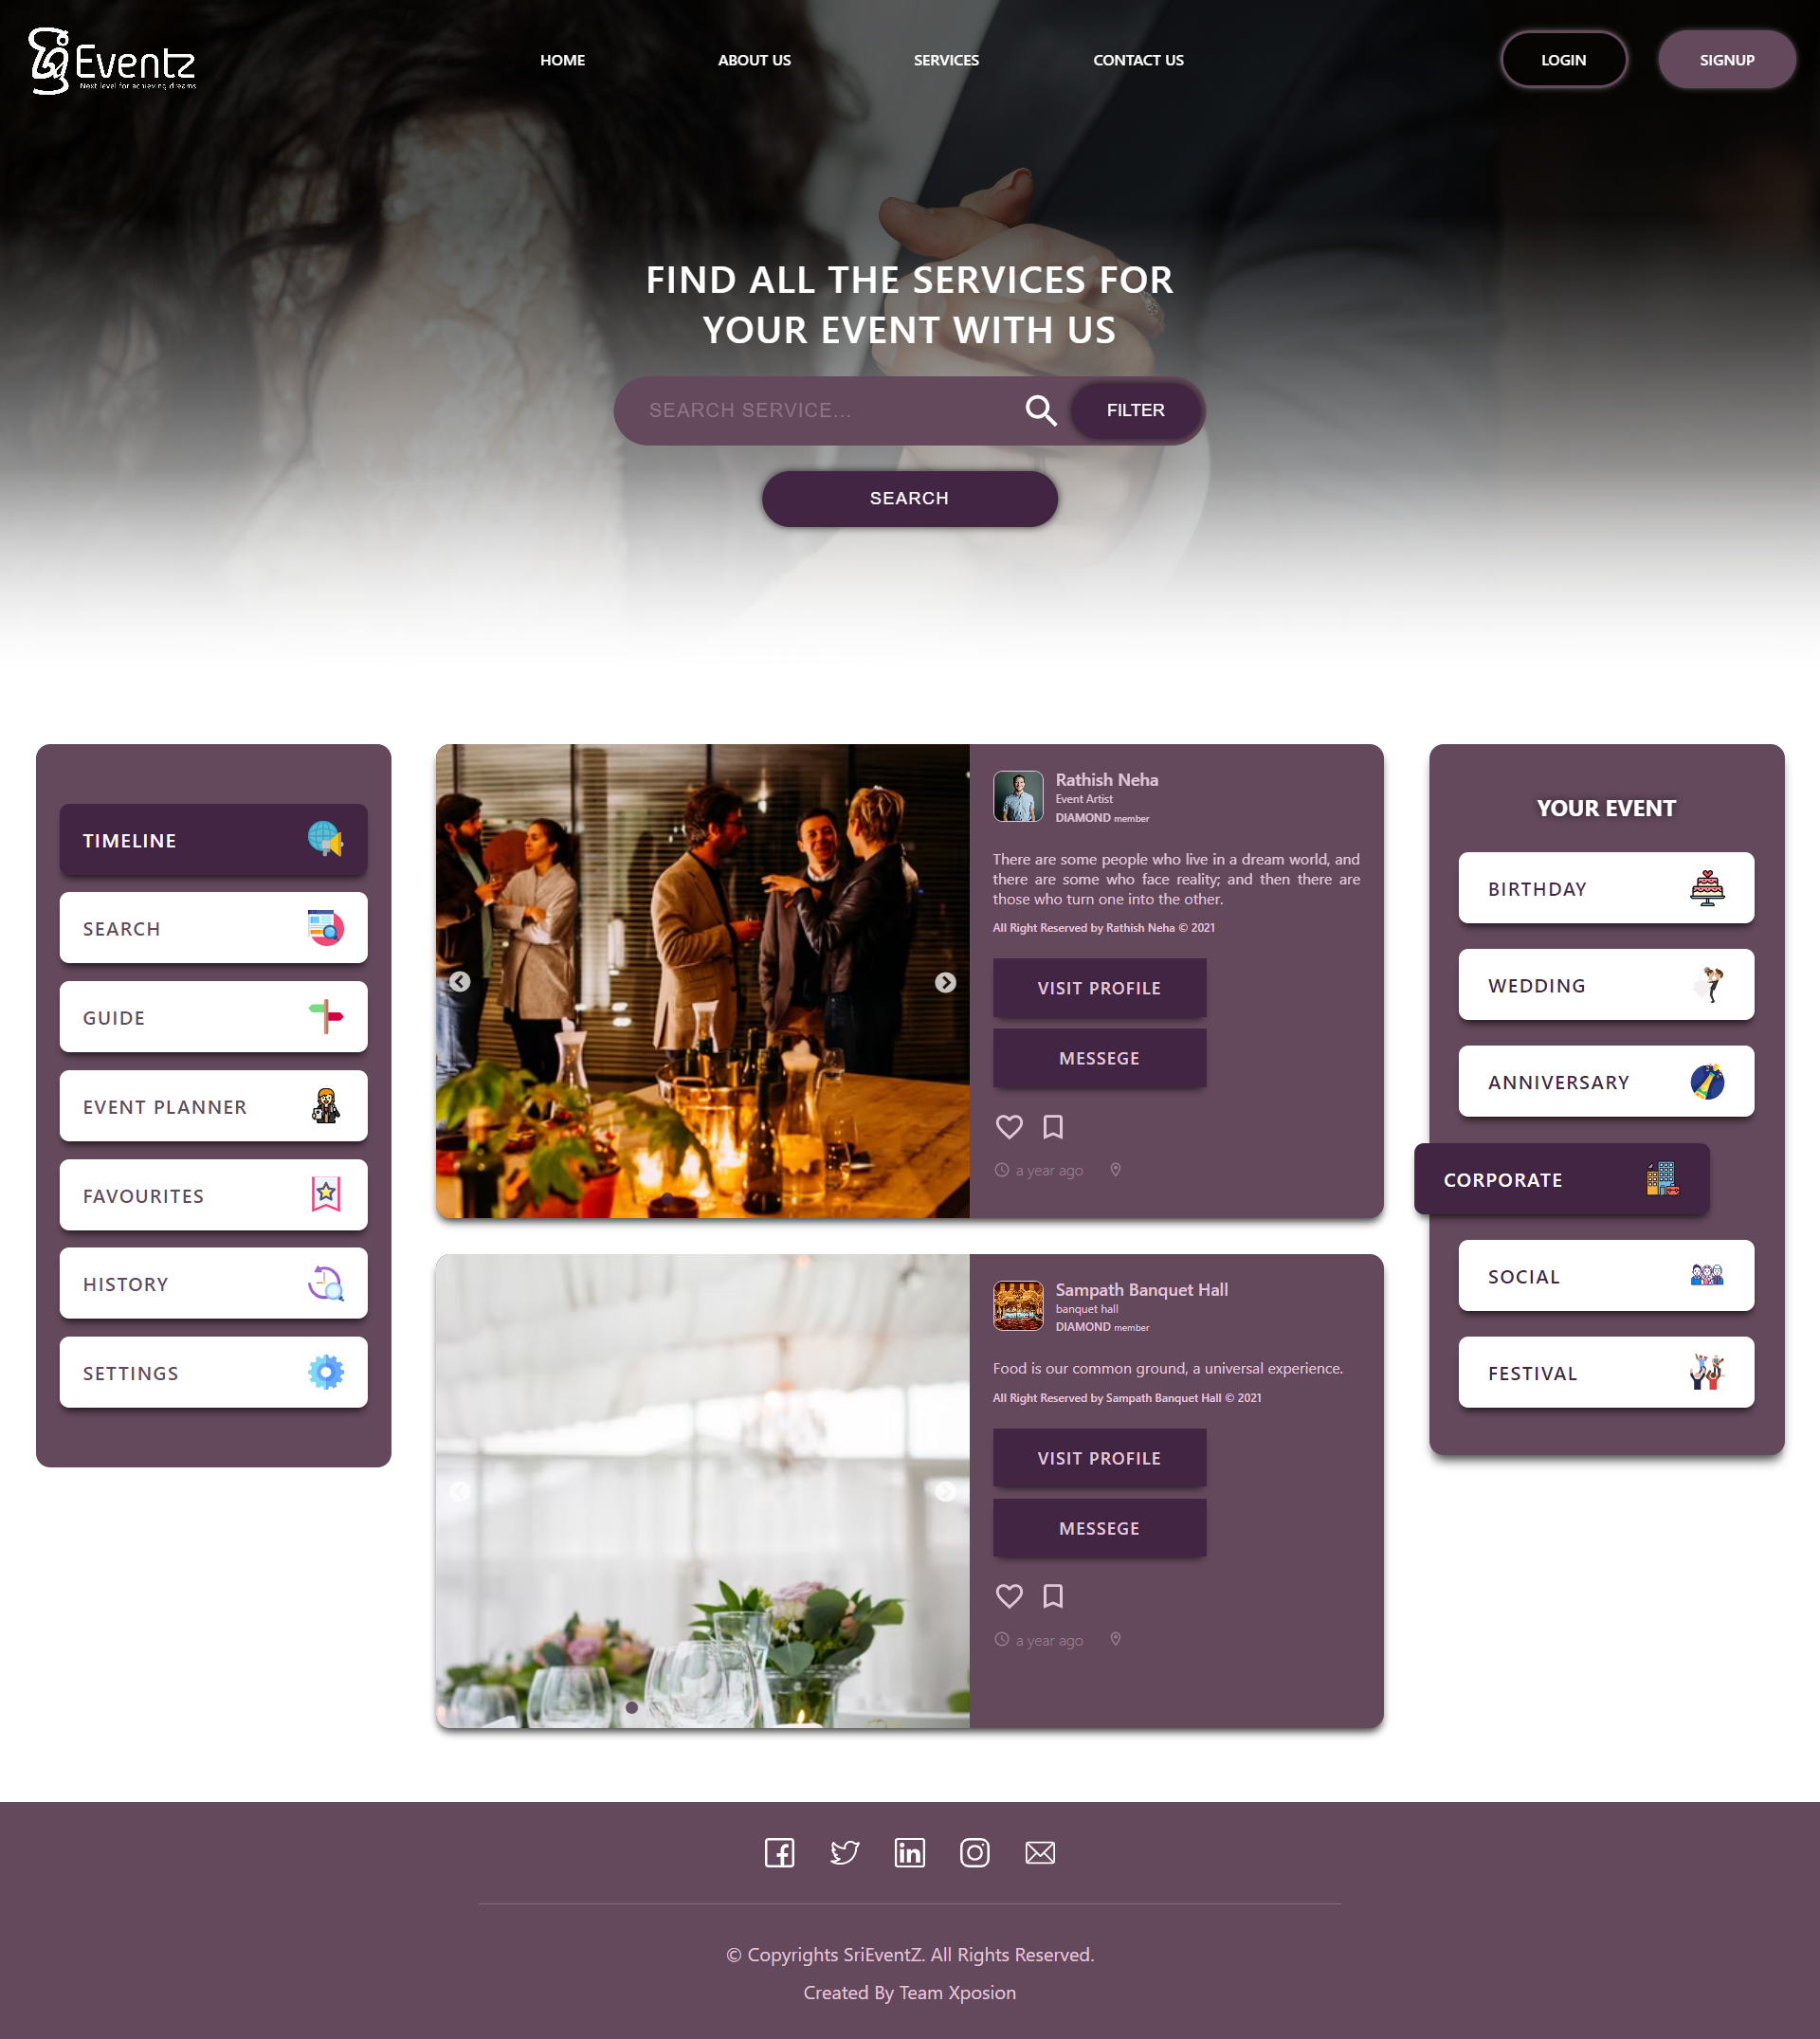 Eventz
Next level for achieving dreams
HOME
ABOUT US
SERVICES
CONTACT US
LOGIN
SIGNUP
FIND ALL THE SERVICES FOR
YOUR EVENT WITH US
SEARCH SERVICE...
FILTER
SEARCH
TIMELINE
SEARCH
GUIDE
EVENT PLANNER
FAVOURITES
HISTORY
SETTINGS
Rathish Neha
Event Artist
DIAMOND member
There are some people who live in a dream world, and
there are some who face reality; and then there are
those who turn one into the other.
All Right Reserved by Rathish Neha © 2021
VISIT PROFILE
MESSEGE
a year ago
Sampath Banquet Hall
banquet hall
DIAMOND member
Food is our common ground, a universal experience.
All Right Reserved by Sampath Banquet Hall © 2021
VISIT PROFILE
MESSEGE
a year ago
YOUR EVENT
BIRTHDAY
WEDDING
ANNIVERSARY
CORPORATE
SOCIAL
FESTIVAL
© Copyrights SriEventZ. All Rights Reserved.
Created By Team Xposion